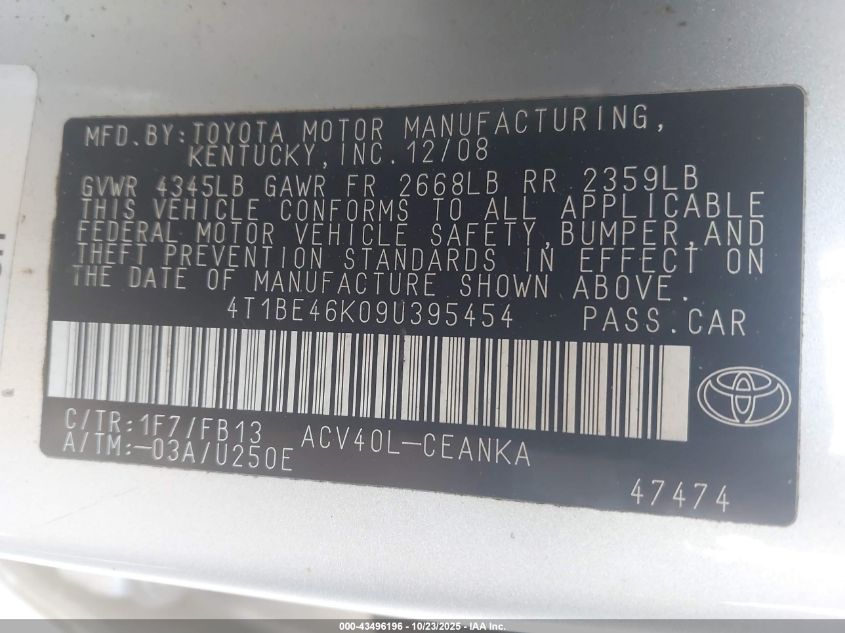 MFD.BY:TOYOTA MOTOR MANUFACTURING,
KENTUCKY,INC.12/08
GVWR 4345LB GAWR FR 2668LB RR 2359LB
THIS VEHICLE CONFORMS TO ALL APPLICABLE
FEDERAL MOTOR VEHICLE SAFETY,BUMPER,AND
THEFT PREVENTION STANDARDS IN EFFECT ON
THE DATE OF MANUFACTURE SHOWN ABOVE.
4T1BE46K09U395454 PASS.CAR
C/TR:1F7/FB13 ACV40L-CEANKA
A/TM:-03A/U250E
47474
000-43496196 - 10/23/2025 - IAA Inc.